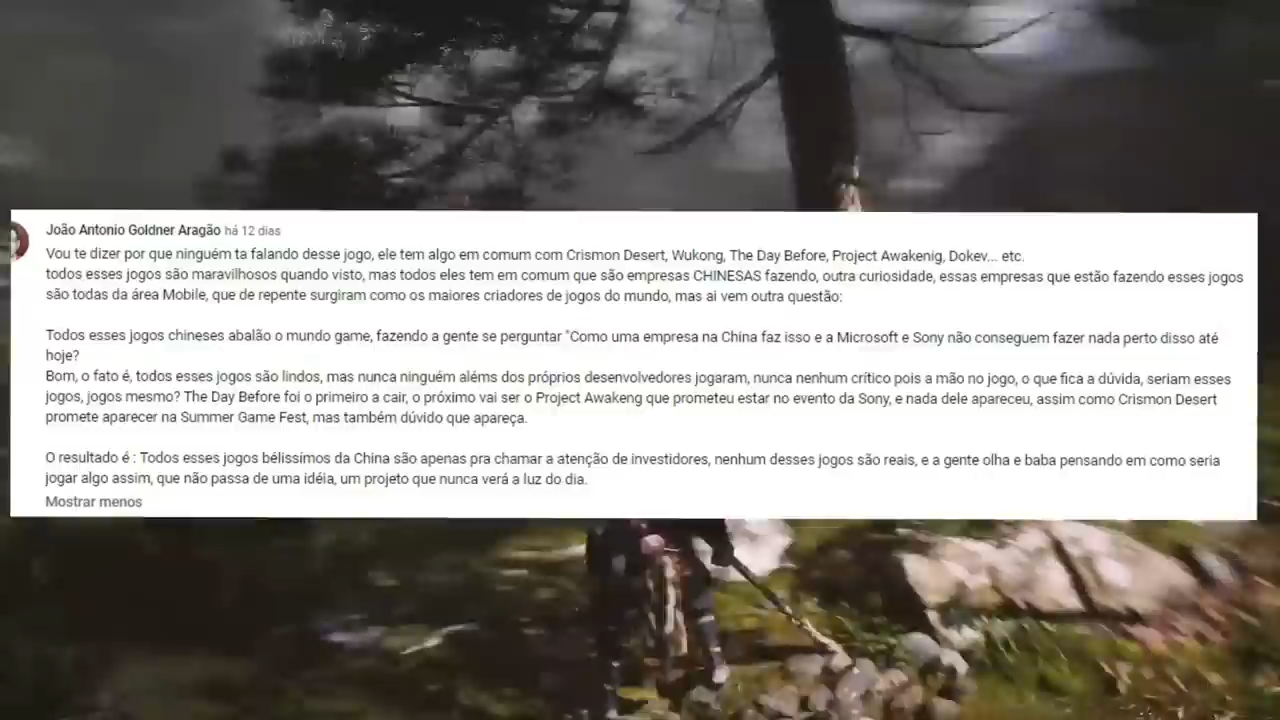 João Antonio Goldner Aragão há 12 dias
Vou te dizer por que ninguém ta falando desse jogo, ele tem algo em comum com Crismon Desert, Wukong, The Day Before, Project Awakenig, Dokev... etc.
todos esses jogos são maravilhosos quando visto, mas todos eles tem em comum que são empresas CHINESAS fazendo, outra curiosidade, essas empresas que estão fazendo esses jogos
são todas da área Mobile, que de repente surgiram como os maiores criadores de jogos do mundo, mas ai vem outra questão:
Todos esses jogos chineses abalão o mundo game, fazendo a gente se perguntar "Como uma empresa na China faz isso e a Microsoft e Sony não conseguem fazer nada perto disso até
hoje?
Bom, o fato é, todos esses jogos são lindos, mas nunca ninguém aléms dos próprios desenvolvedores jogaram, nunca nenhum crítico pois a mão no jogo, o que fica a dúvida, seriam esses
jogos, jogos mesmo? The Day Before foi o primeiro a cair, o próximo vai ser o Project Awakeng que prometeu estar no evento da Sony, e nada dele apareceu, assim como Crismon Desert
promete aparecer na Summer Game Fest, mas também dúvido que apareça.
O resultado é : Todos esses jogos bélissímos da China são apenas pra chamar a atenção de investidores, nenhum desses jogos são reais, e a gente olha e baba pensando em como seria
jogar algo assim, que não passa de uma idéia, um projeto que nunca verá a luz do dia.
Mostrar menos